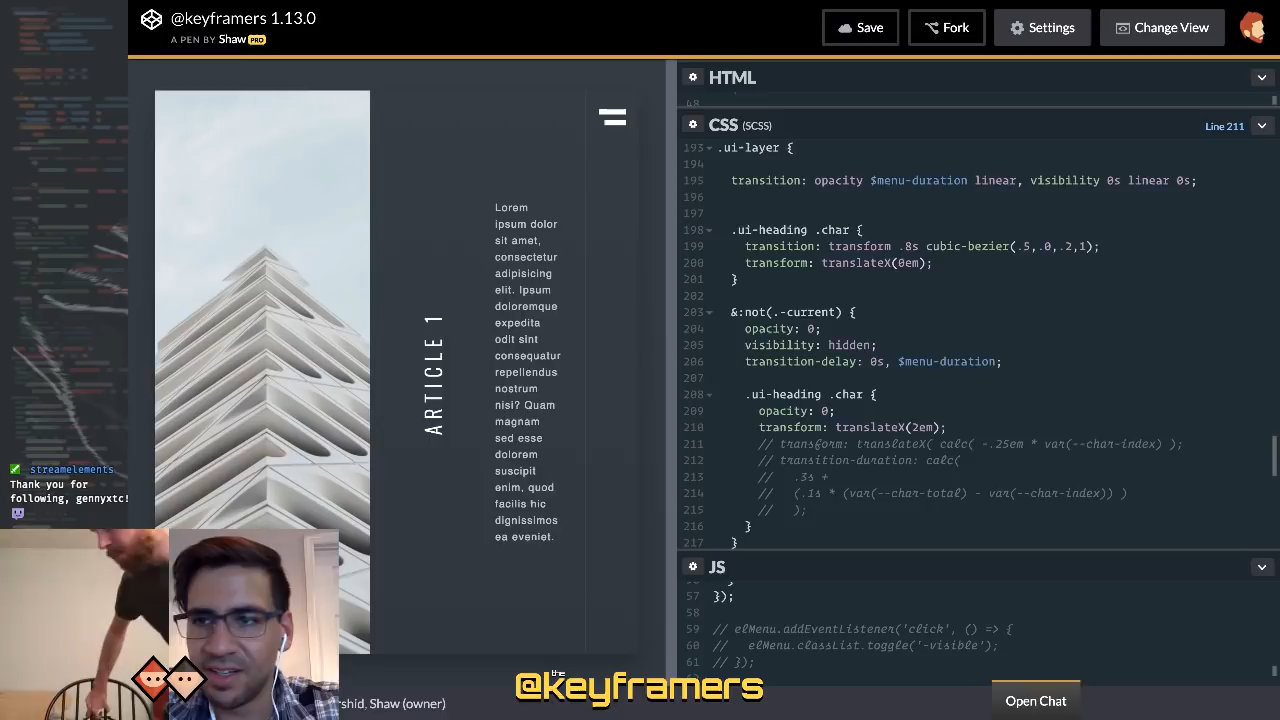 @keyframers 1.13.0
A PEN BY Shaw PRO
Save
Fork
Settings
Change View
HTML
48
CSS (SCSS)
Line 211
193 .ui-layer {
194
195 transition: opacity $menu-duration linear, visibility 0s linear 0s;
196
197
198 .ui-heading .char {
199 transition: transform .8s cubic-bezier(.5,.0,.2,1);
200 transform: translateX(0em);
201 }
202
203 &:not(.-current) {
204 opacity: 0;
205 visibility: hidden;
206 transition-delay: 0s, $menu-duration;
207
208 .ui-heading .char {
209 opacity: 0;
210 transform: translateX(2em);
211 // transform: translateX( calc( -.25em * var(--char-index) );
212 // transition-duration: calc(
213 // .3s +
214 // (.1s * (var(--char-total) - var(--char-index)) )
215 // );
216 }
217 }
JS
57 });
58
59 // elMenu.addEventListener('click', () => {
60 // elMenu.classList.toggle('-visible');
61 // });
ARTICLE 1
Lorem
ipsum dolor
sit amet,
consectetur
adipisicing
elit. Ipsum
doloremque
expedita
odit sint
consequatur
repellendus
nostrum
nisi? Quam
magnam
sed esse
dolorem
suscipit
enim, quod
facilis hic
dignissimos
ea eveniet.
streamelements
Thank you for
following, gennyxtc!
the
@keyframers
rshid, Shaw (owner)
Open Chat